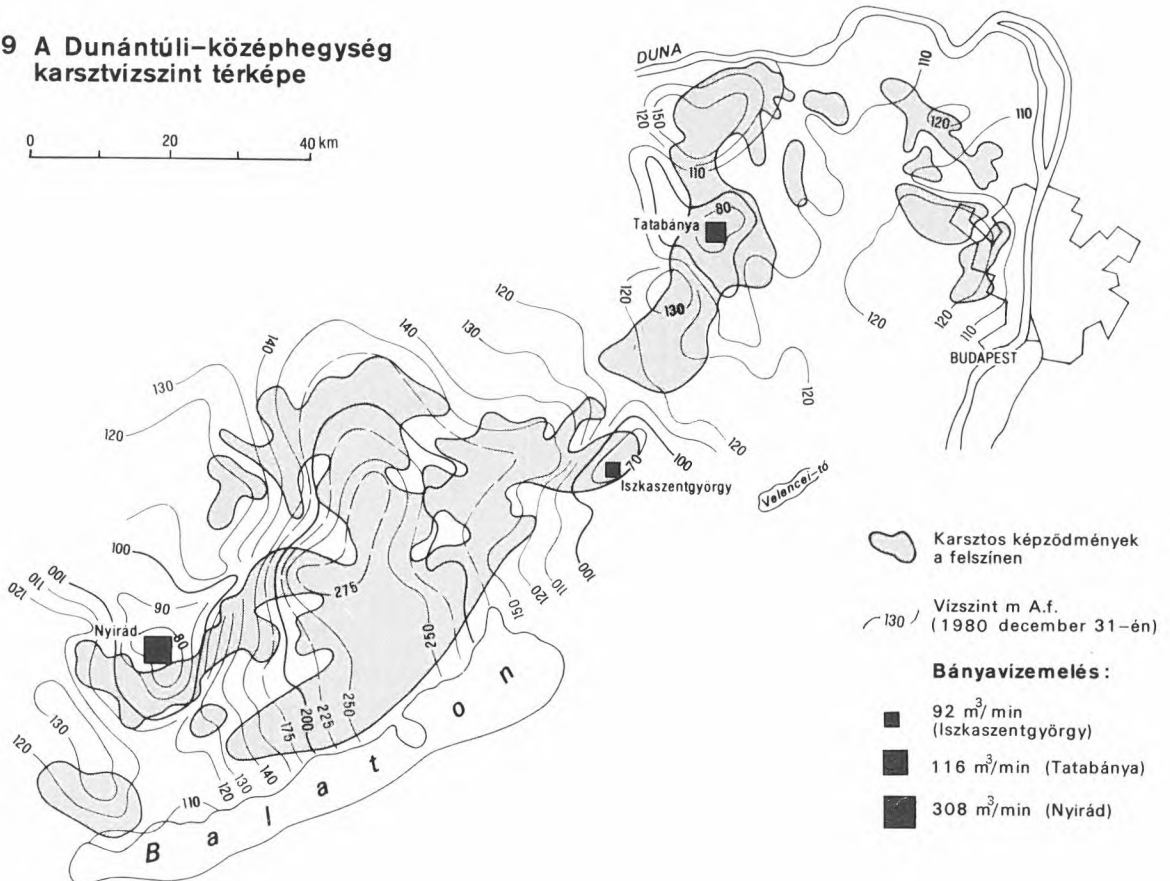 9 A Dunántúli-középhegység
karsztvízszint térképe
0 20 40 km
DUNA
110
120
150
120
110
110
120
80
Tatabánya
120
130
120
120
110
BUDAPEST
120
120
130
140
140
130
120
120
100
70
Iszkaszentgyörgy
Velencei-tó
100
110
120
150
100
110
120
90
Nyirád
80
275
250
250
225
200
175
140
130
120
130
120
110
Balaton
Karsztos képződmények
a felszínen
130
Vízszint m A.f.
(1980 december 31-én)
Bányavízemelés:
92 m³/min
(Iszkaszentgyörgy)
116 m³/min (Tatabánya)
308 m³/min (Nyirád)